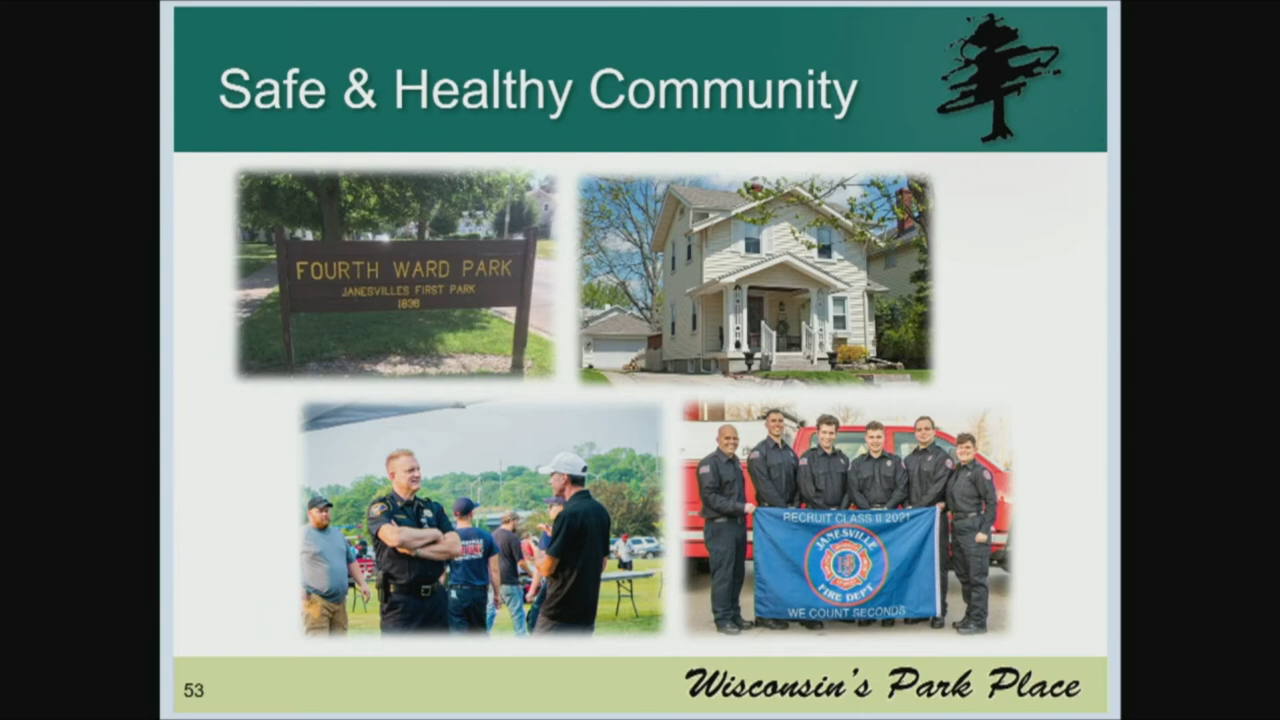 Safe & Healthy Community
FOURTH WARD PARK
JANESVILLES FIRST PARK
1836
RECRUIT CLASS II 2021
JANESVILLE
FIRE DEPT
WE COUNT SECONDS
53
Wisconsin's Park Place